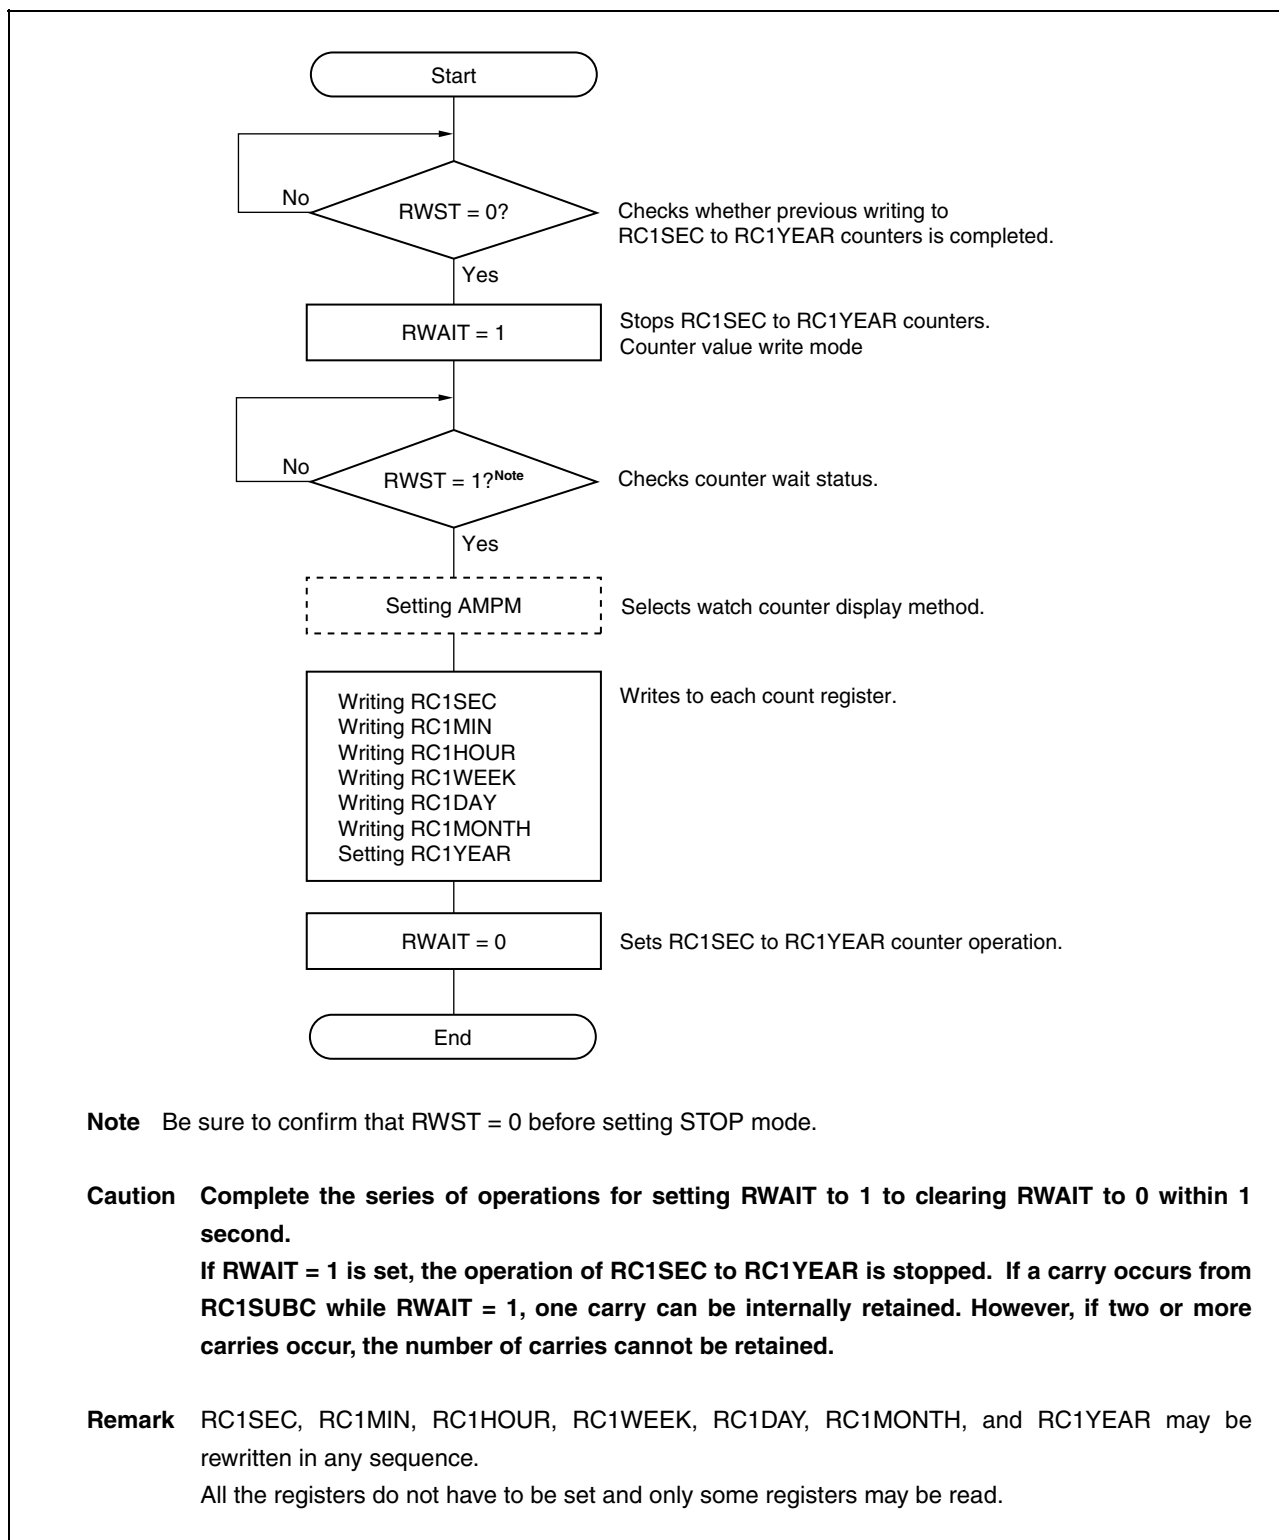 Start
No
RWST = 0?
Checks whether previous writing to
RC1SEC to RC1YEAR counters is completed.
Yes
RWAIT = 1
Stops RC1SEC to RC1YEAR counters.
Counter value write mode
No
RWST = 1?Note
Checks counter wait status.
Yes
Setting AMPM
Selects watch counter display method.
Writing RC1SEC
Writing RC1MIN
Writing RC1HOUR
Writing RC1WEEK
Writing RC1DAY
Writing RC1MONTH
Setting RC1YEAR
Writes to each count register.
RWAIT = 0
Sets RC1SEC to RC1YEAR counter operation.
End
Note Be sure to confirm that RWST = 0 before setting STOP mode.
Caution Complete the series of operations for setting RWAIT to 1 to clearing RWAIT to 0 within 1
second.
If RWAIT = 1 is set, the operation of RC1SEC to RC1YEAR is stopped. If a carry occurs from
RC1SUBC while RWAIT = 1, one carry can be internally retained. However, if two or more
carries occur, the number of carries cannot be retained.
Remark RC1SEC, RC1MIN, RC1HOUR, RC1WEEK, RC1DAY, RC1MONTH, and RC1YEAR may be
rewritten in any sequence.
All the registers do not have to be set and only some registers may be read.